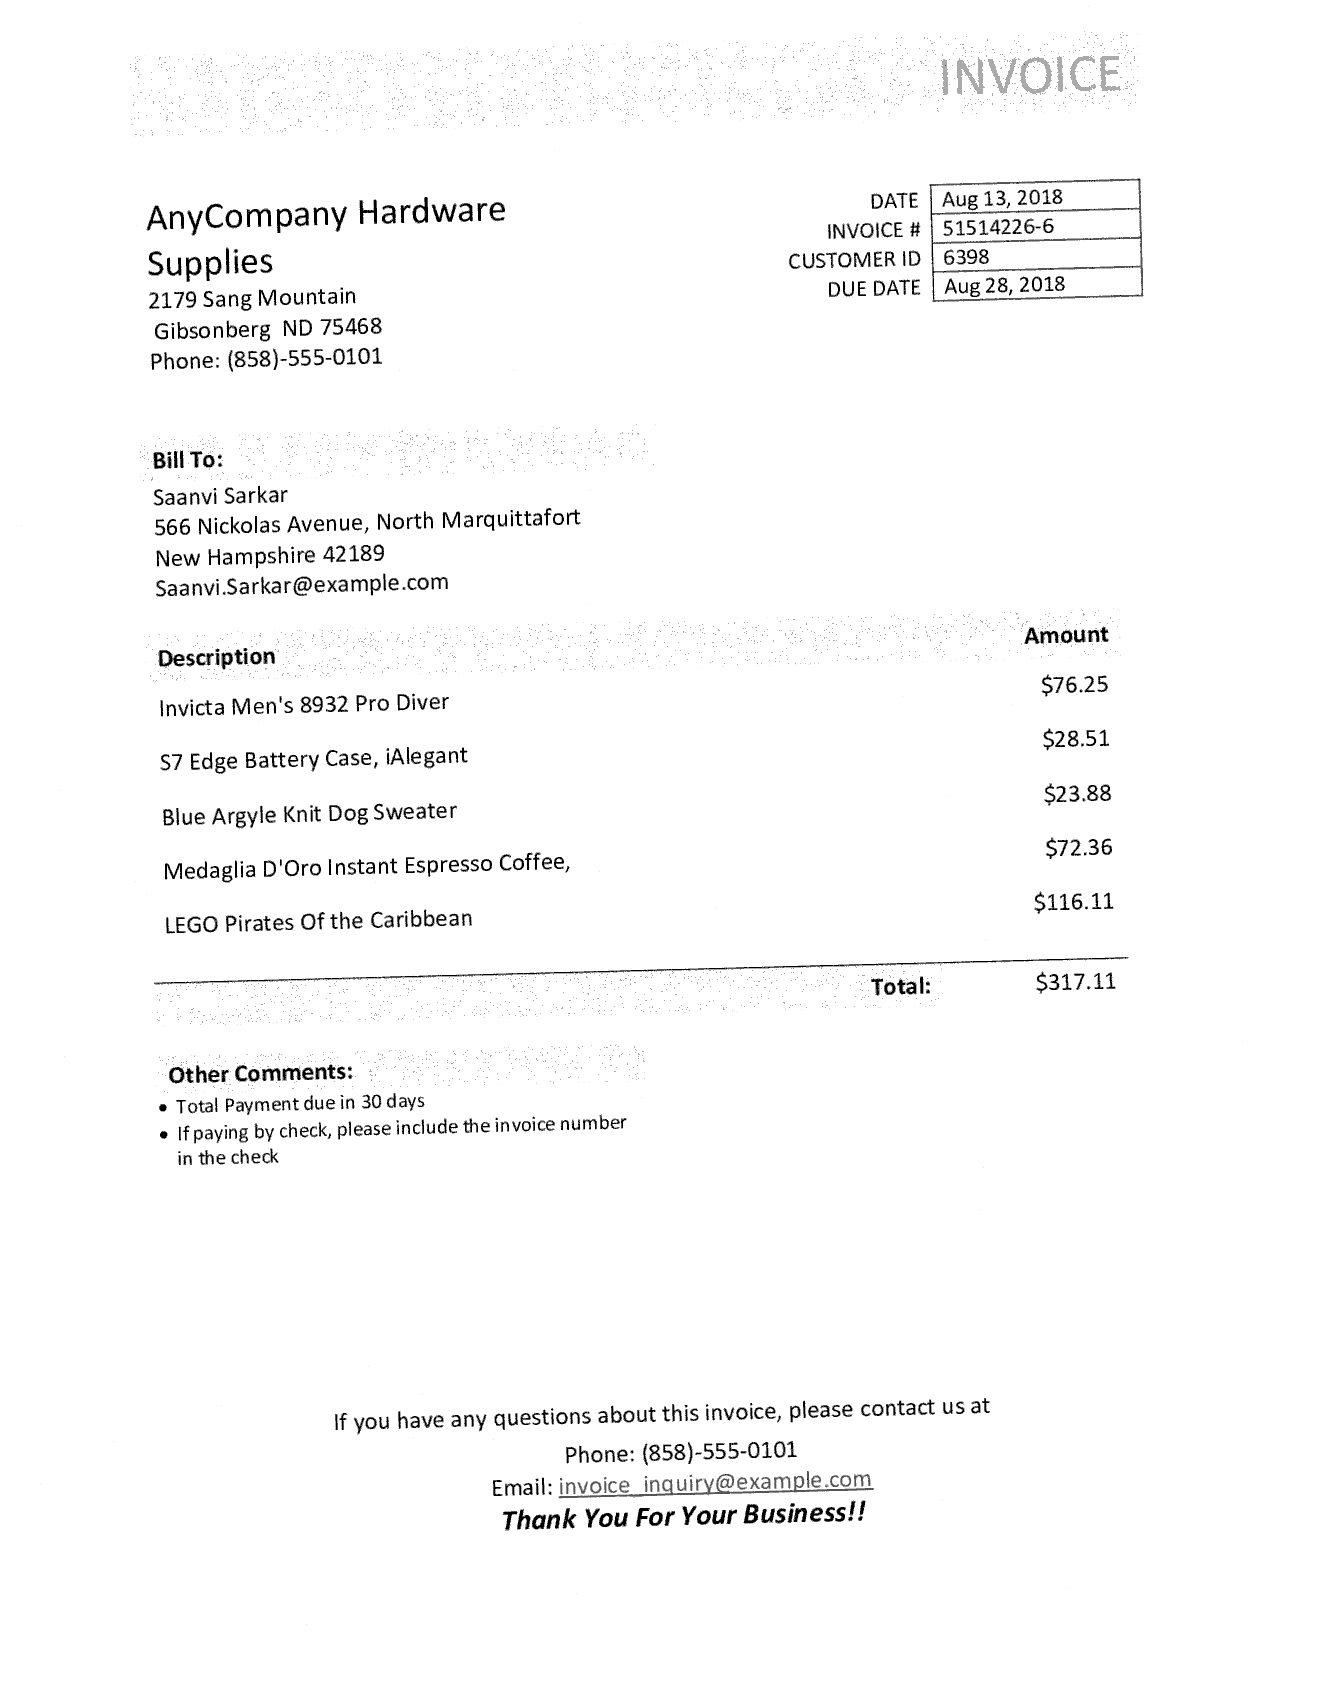 INVOICE
AnyCompany Hardware
Supplies
2179 Sang Mountain
Gibsonberg ND 75468
Phone: (858)-555-0101
DATE Aug 13, 2018
INVOICE # 51514226-6
CUSTOMER ID 6398
DUE DATE Aug 28, 2018
Bill To:
Saanvi Sarkar
566 Nickolas Avenue, North Marquittafort
New Hampshire 42189
Saanvi.Sarkar@example.com
Description Amount
Invicta Men's 8932 Pro Diver $76.25
S7 Edge Battery Case, iAlegant $28.51
Blue Argyle Knit Dog Sweater $23.88
Medaglia D'Oro Instant Espresso Coffee, $72.36
LEGO Pirates Of the Caribbean $116.11
Total: $317.11
Other Comments:
• Total Payment due in 30 days
• If paying by check, please include the invoice number
in the check
If you have any questions about this invoice, please contact us at
Phone: (858)-555-0101
Email: invoice_inquiry@example.com
Thank You For Your Business!!